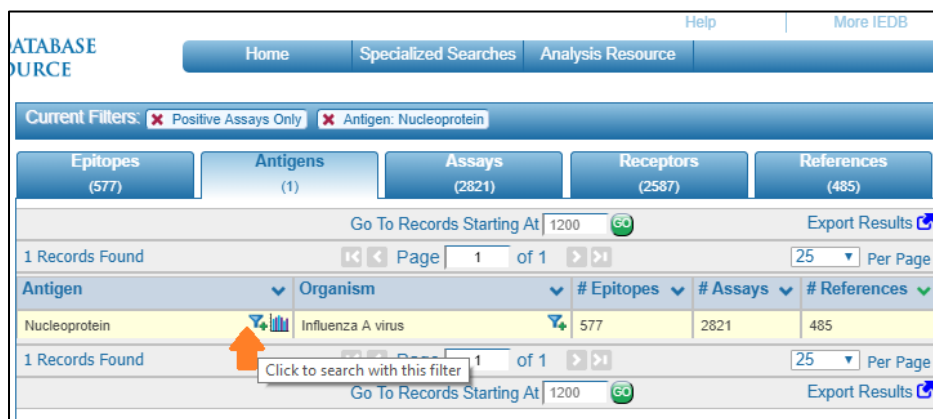 Help More IEDB
ATABASE
OURCE
Home Specialized Searches Analysis Resource
Current Filters: Positive Assays Only Antigen: Nucleoprotein
Epitopes (577) Antigens (1) Assays (2821) Receptors (2587) References (485)
Go To Records Starting At 1200 GO Export Results
1 Records Found Page 1 of 1 25 Per Page
Antigen Organism # Epitopes # Assays # References
Nucleoprotein Influenza A virus 577 2821 485
1 Records Found Page 1 of 1 25 Per Page
Click to search with this filter
Go To Records Starting At 1200 GO Export Results